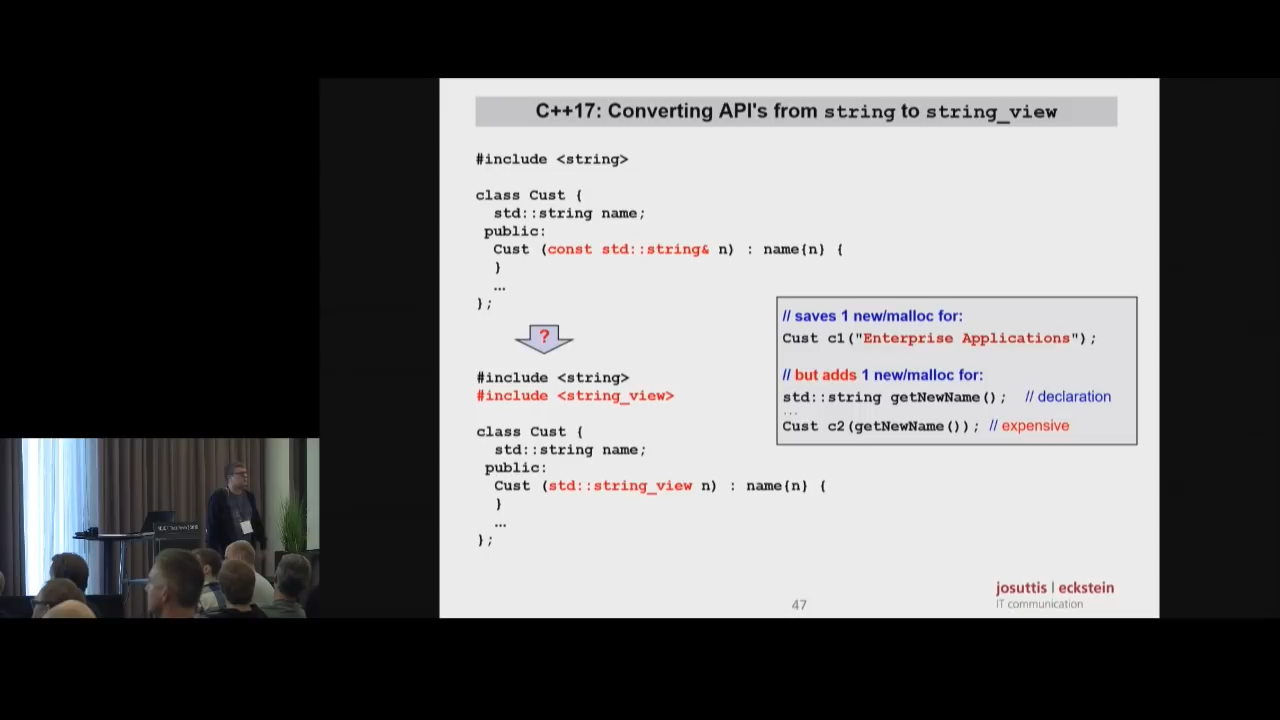 C++17: Converting API's from string to string_view
#include <string>
class Cust {
std::string name;
public:
Cust (const std::string& n) : name{n} {
}
...
};
?
#include <string>
#include <string_view>
class Cust {
std::string name;
public:
Cust (std::string_view n) : name{n} {
}
...
};
// saves 1 new/malloc for:
Cust c1("Enterprise Applications");
// but adds 1 new/malloc for:
std::string getNewName(); // declaration
...
Cust c2(getNewName()); // expensive
47
josuttis | eckstein
IT communication